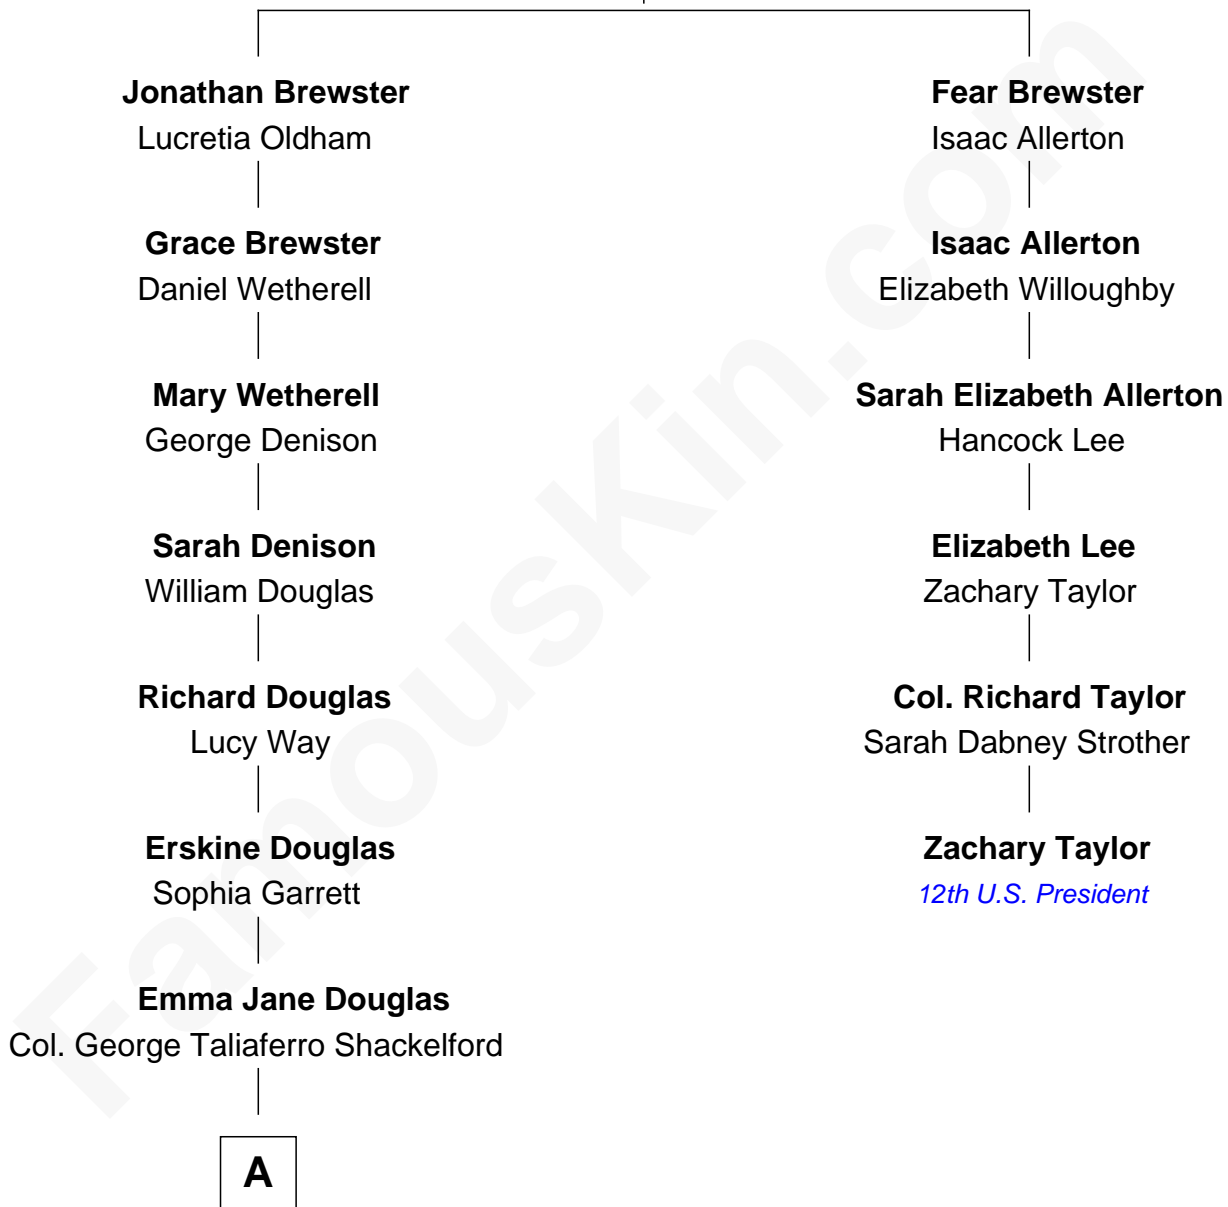 Jonathan Brewster
Lucretia Oldham
Grace Brewster
Daniel Wetherell
Mary Wetherell
George Denison
Sarah Denison
William Douglas
Richard Douglas
Lucy Way
Erskine Douglas
Sophia Garrett
Emma Jane Douglas
Col. George Taliaferro Shackelford
A
Fear Brewster
Isaac Allerton
Isaac Allerton
Elizabeth Willoughby
Sarah Elizabeth Allerton
Hancock Lee
Elizabeth Lee
Zachary Taylor
Col. Richard Taylor
Sarah Dabney Strother
Zachary Taylor
12th U.S. President
FamousKin.com